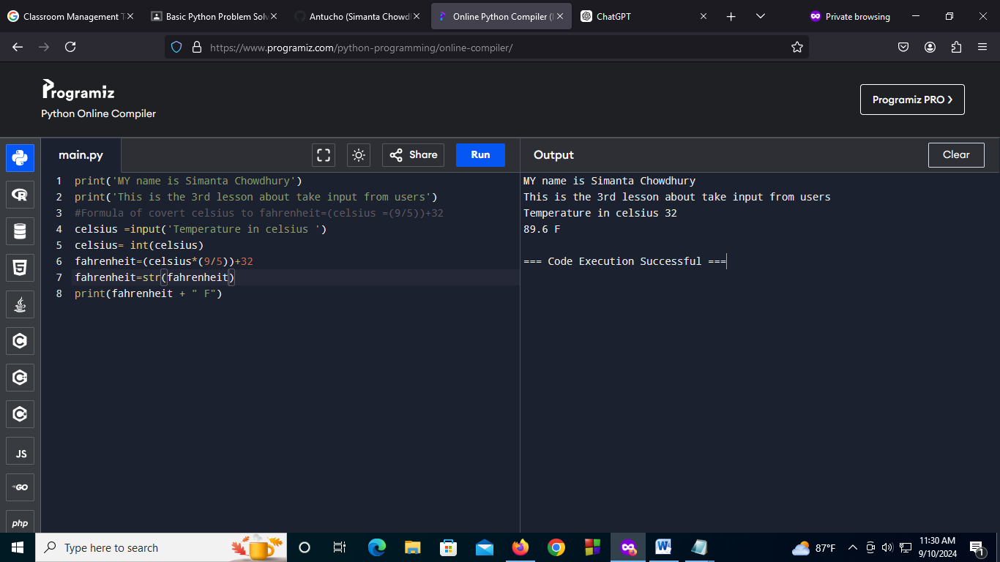 Classroom Management T
Basic Python Problem Solv
Antucho (Simanta Chowd
Online Python Compiler (
ChatGPT
Private browsing
https://www.programiz.com/python-programming/online-compiler/
Programiz
Python Online Compiler
Programiz PRO
main.py
Share
Run
Output
Clear
1 print('MY name is Simanta Chowdhury')
2 print('This is the 3rd lesson about take input from users')
3 #Formula of covert celsius to fahrenheit=(celsius =(9/5))+32
4 celsius =input('Temperature in celsius ')
5 celsius= int(celsius)
6 fahrenheit=(celsius*(9/5))+32
7 fahrenheit=str(fahrenheit)
8 print(fahrenheit + " F")
MY name is Simanta Chowdhury
This is the 3rd lesson about take input from users
Temperature in celsius 32
89.6 F
=== Code Execution Successful ===
R
5
C
C
C
JS
GO
php
Type here to search
W
87°F
11:30 AM
9/10/2024
1